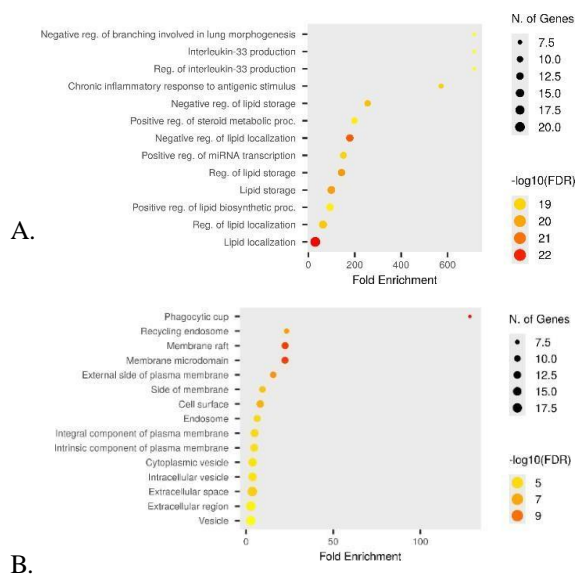 Negative reg. of branching involved in lung morphogenesis
Interleukin-33 production
Reg. of interleukin-33 production
Chronic inflammatory response to antigenic stimulus
Negative reg. of lipid storage
Positive reg. of steroid metabolic proc.
Negative reg. of lipid localization
Positive reg. of miRNA transcription
Reg. of lipid storage
Lipid storage
Positive reg. of lipid biosynthetic proc.
Reg. of lipid localization
Lipid localization
0 200 400 600
Fold Enrichment
N. of Genes
7.5
10.0
12.5
15.0
17.5
20.0
-log10(FDR)
19
20
21
22
A.
Phagocytic cup
Recycling endosome
Membrane raft
Membrane microdomain
External side of plasma membrane
Side of membrane
Cell surface
Endosome
Integral component of plasma membrane
Intrinsic component of plasma membrane
Cytoplasmic vesicle
Intracellular vesicle
Extracellular space
Extracellular region
Vesicle
0 50 100
Fold Enrichment
N. of Genes
7.5
10.0
12.5
15.0
17.5
-log10(FDR)
5
7
9
B.